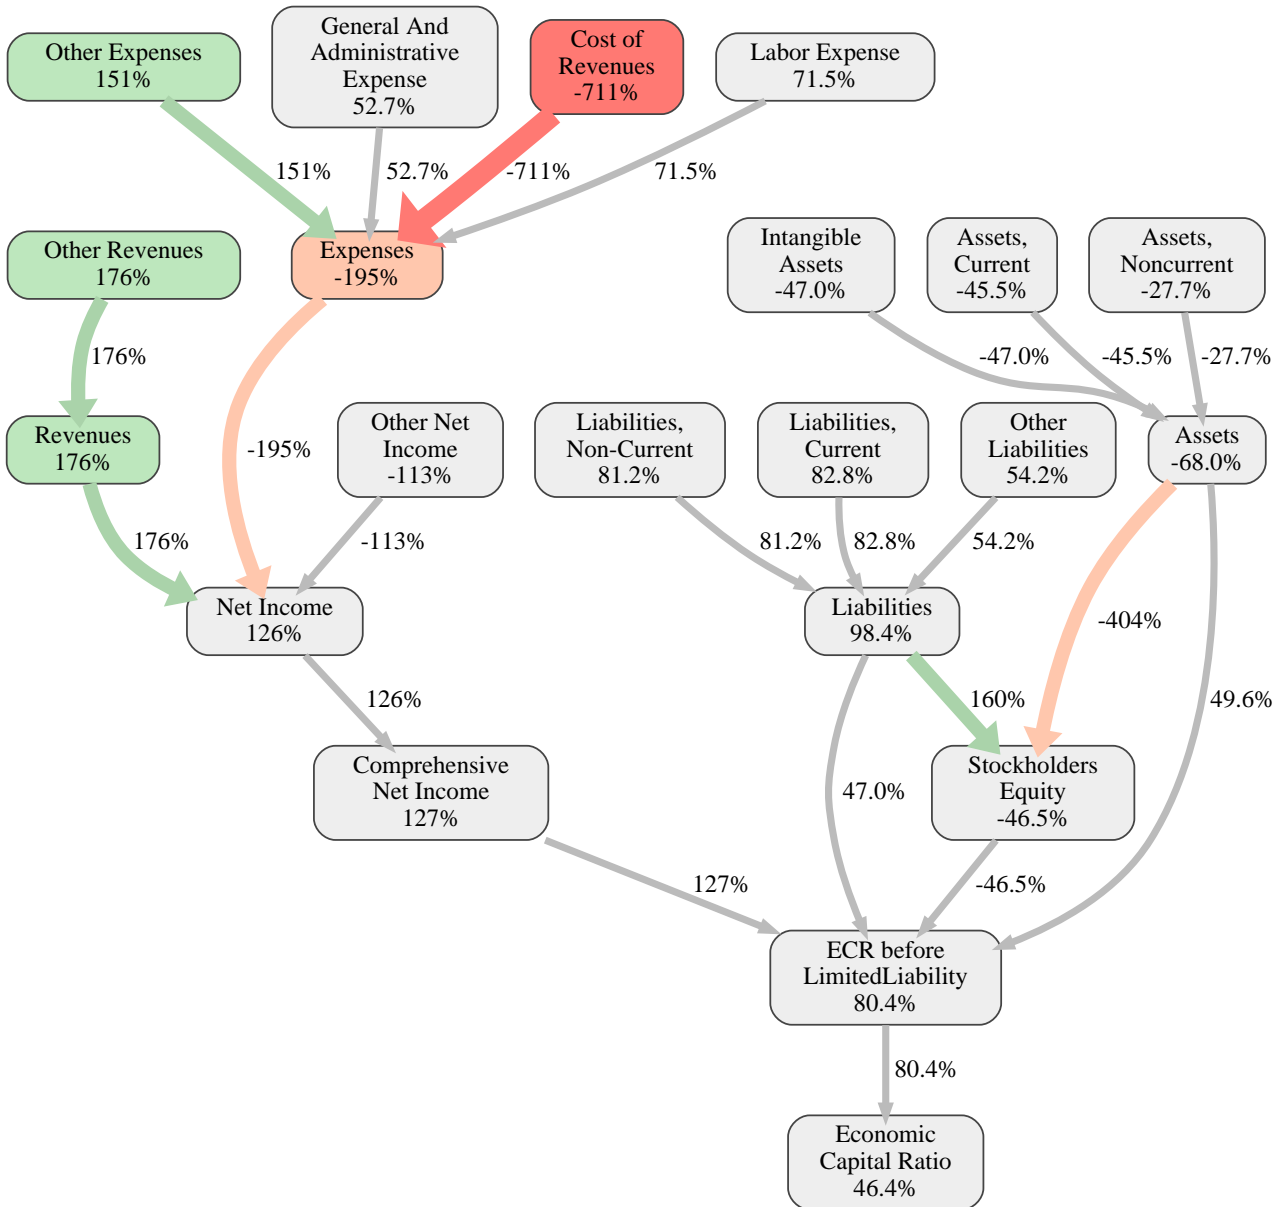 Other Expenses
151%
General And
Administrative
Expense
52.7%
Cost of
Revenues
-711%
Labor Expense
71.5%
151%
52.7%
-711%
71.5%
Other Revenues
176%
Expenses
-195%
Intangible
Assets
-47.0%
Assets,
Current
-45.5%
Assets,
Noncurrent
-27.7%
176%
-47.0%
-45.5%
-27.7%
Revenues
176%
-195%
Other Net
Income
-113%
Liabilities,
Non-Current
81.2%
Liabilities,
Current
82.8%
Other
Liabilities
54.2%
Assets
-68.0%
176%
-113%
81.2%
82.8%
54.2%
Net Income
126%
Liabilities
98.4%
-404%
126%
160%
49.6%
Comprehensive
Net Income
127%
47.0%
Stockholders
Equity
-46.5%
127%
-46.5%
ECR before
LimitedLiability
80.4%
80.4%
Economic
Capital Ratio
46.4%